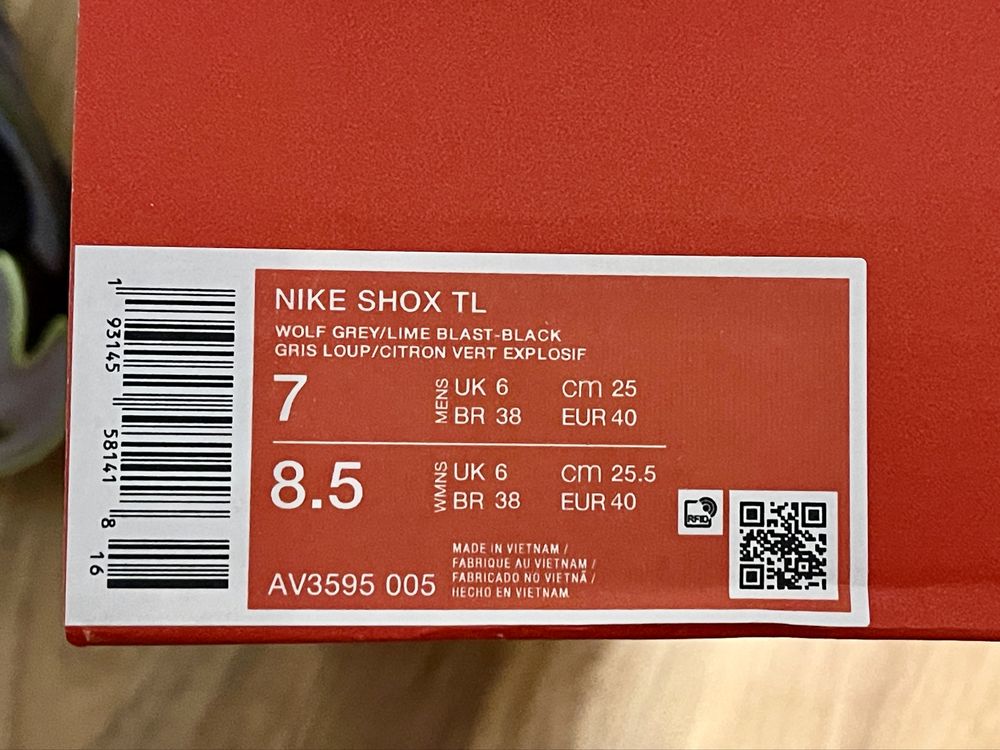 NIKE SHOX TL
WOLF GREY/LIME BLAST-BLACK
GRIS LOUP/CITRON VERT EXPLOSIF
7 MENS UK 6 cm 25
BR 38 EUR 40
8.5 WMNS UK 6 cm 25.5
BR 38 EUR 40
MADE IN VIETNAM /
FABRIQUE AU VIETNAM /
FABRICADO NO VIETNÃ /
HECHO EN VIETNAM
AV3595 005
RFID
1 93145 58141 8
16